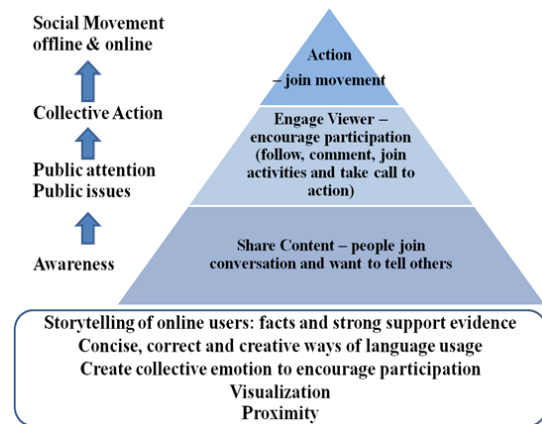 Social Movement
offline & online
Collective Action
Public attention
Public issues
Awareness
Action
– join movement
Engage Viewer –
encourage participation
(follow, comment, join
activities and take call to
action)
Share Content – people join
conversation and want to tell others
Storytelling of online users: facts and strong support evidence
Concise, correct and creative ways of language usage
Create collective emotion to encourage participation
Visualization
Proximity